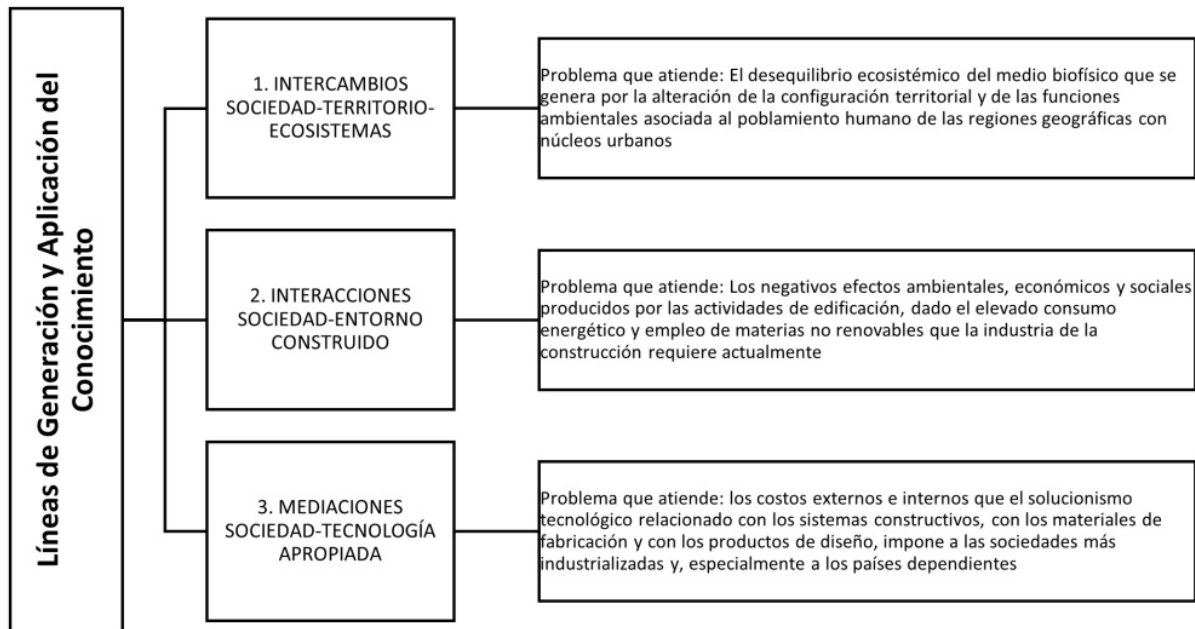 Líneas de Generación y Aplicación del
Conocimiento
1. INTERCAMBIOS
SOCIEDAD-TERRITORIO-
ECOSISTEMAS
Problema que atiende: El desequilibrio ecosistémico del medio biofísico que se
genera por la alteración de la configuración territorial y de las funciones
ambientales asociada al poblamiento humano de las regiones geográficas con
núcleos urbanos
2. INTERACCIONES
SOCIEDAD-ENTORNO
CONSTRUIDO
Problema que atiende: Los negativos efectos ambientales, económicos y sociales
producidos por las actividades de edificación, dado el elevado consumo
energético y empleo de materias no renovables que la industria de la
construcción requiere actualmente
3. MEDIACIONES
SOCIEDAD-TECNOLOGÍA
APROPIADA
Problema que atiende: los costos externos e internos que el solucionismo
tecnológico relacionado con los sistemas constructivos, con los materiales de
fabricación y con los productos de diseño, impone a las sociedades más
industrializadas y, especialmente a los países dependientes